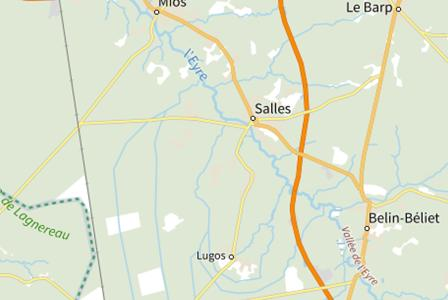 Mios
Le Barp
l'Eyre
Salles
de Lagnereau
Belin-Béliet
Vallée de l'Eyre
Lugos